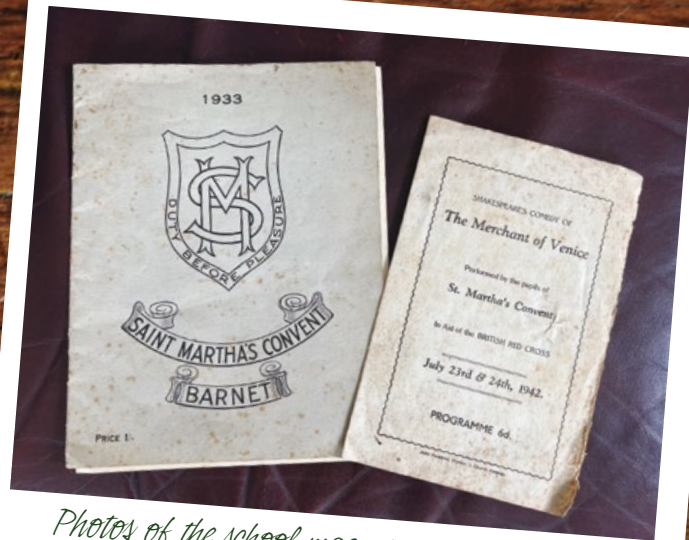 1933
SM
DUTY BEFORE PLEASURE
SAINT MARTHA'S CONVENT
BARNET
PRICE 1/-
SHAKESPEARE'S COMEDY OF
The Merchant of Venice
Performed by the pupils of
St. Martha's Convent
In Aid of the BRITISH RED CROSS
July 23rd & 24th, 1942.
PROGRAMME 6d.
Photos of the school